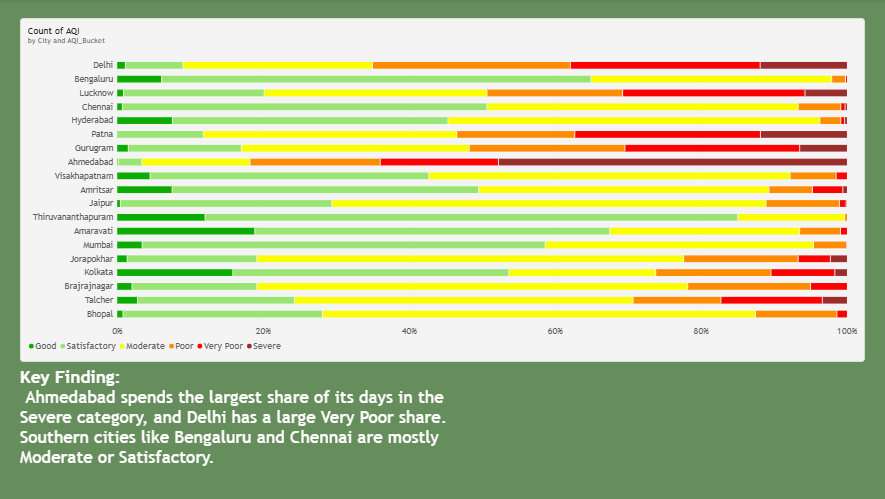 Count of AQI
by City and AQI_Bucket
Delhi
Bengaluru
Lucknow
Chennai
Hyderabad
Patna
Gurugram
Ahmedabad
Visakhapatnam
Amritsar
Jaipur
Thiruvananthapuram
Amaravati
Mumbai
Jorapokhar
Kolkata
Brajrajnagar
Talcher
Bhopal
0% 20% 40% 60% 80% 100%
Good Satisfactory Moderate Poor Very Poor Severe
Key Finding:
Ahmedabad spends the largest share of its days in the
Severe category, and Delhi has a large Very Poor share.
Southern cities like Bengaluru and Chennai are mostly
Moderate or Satisfactory.